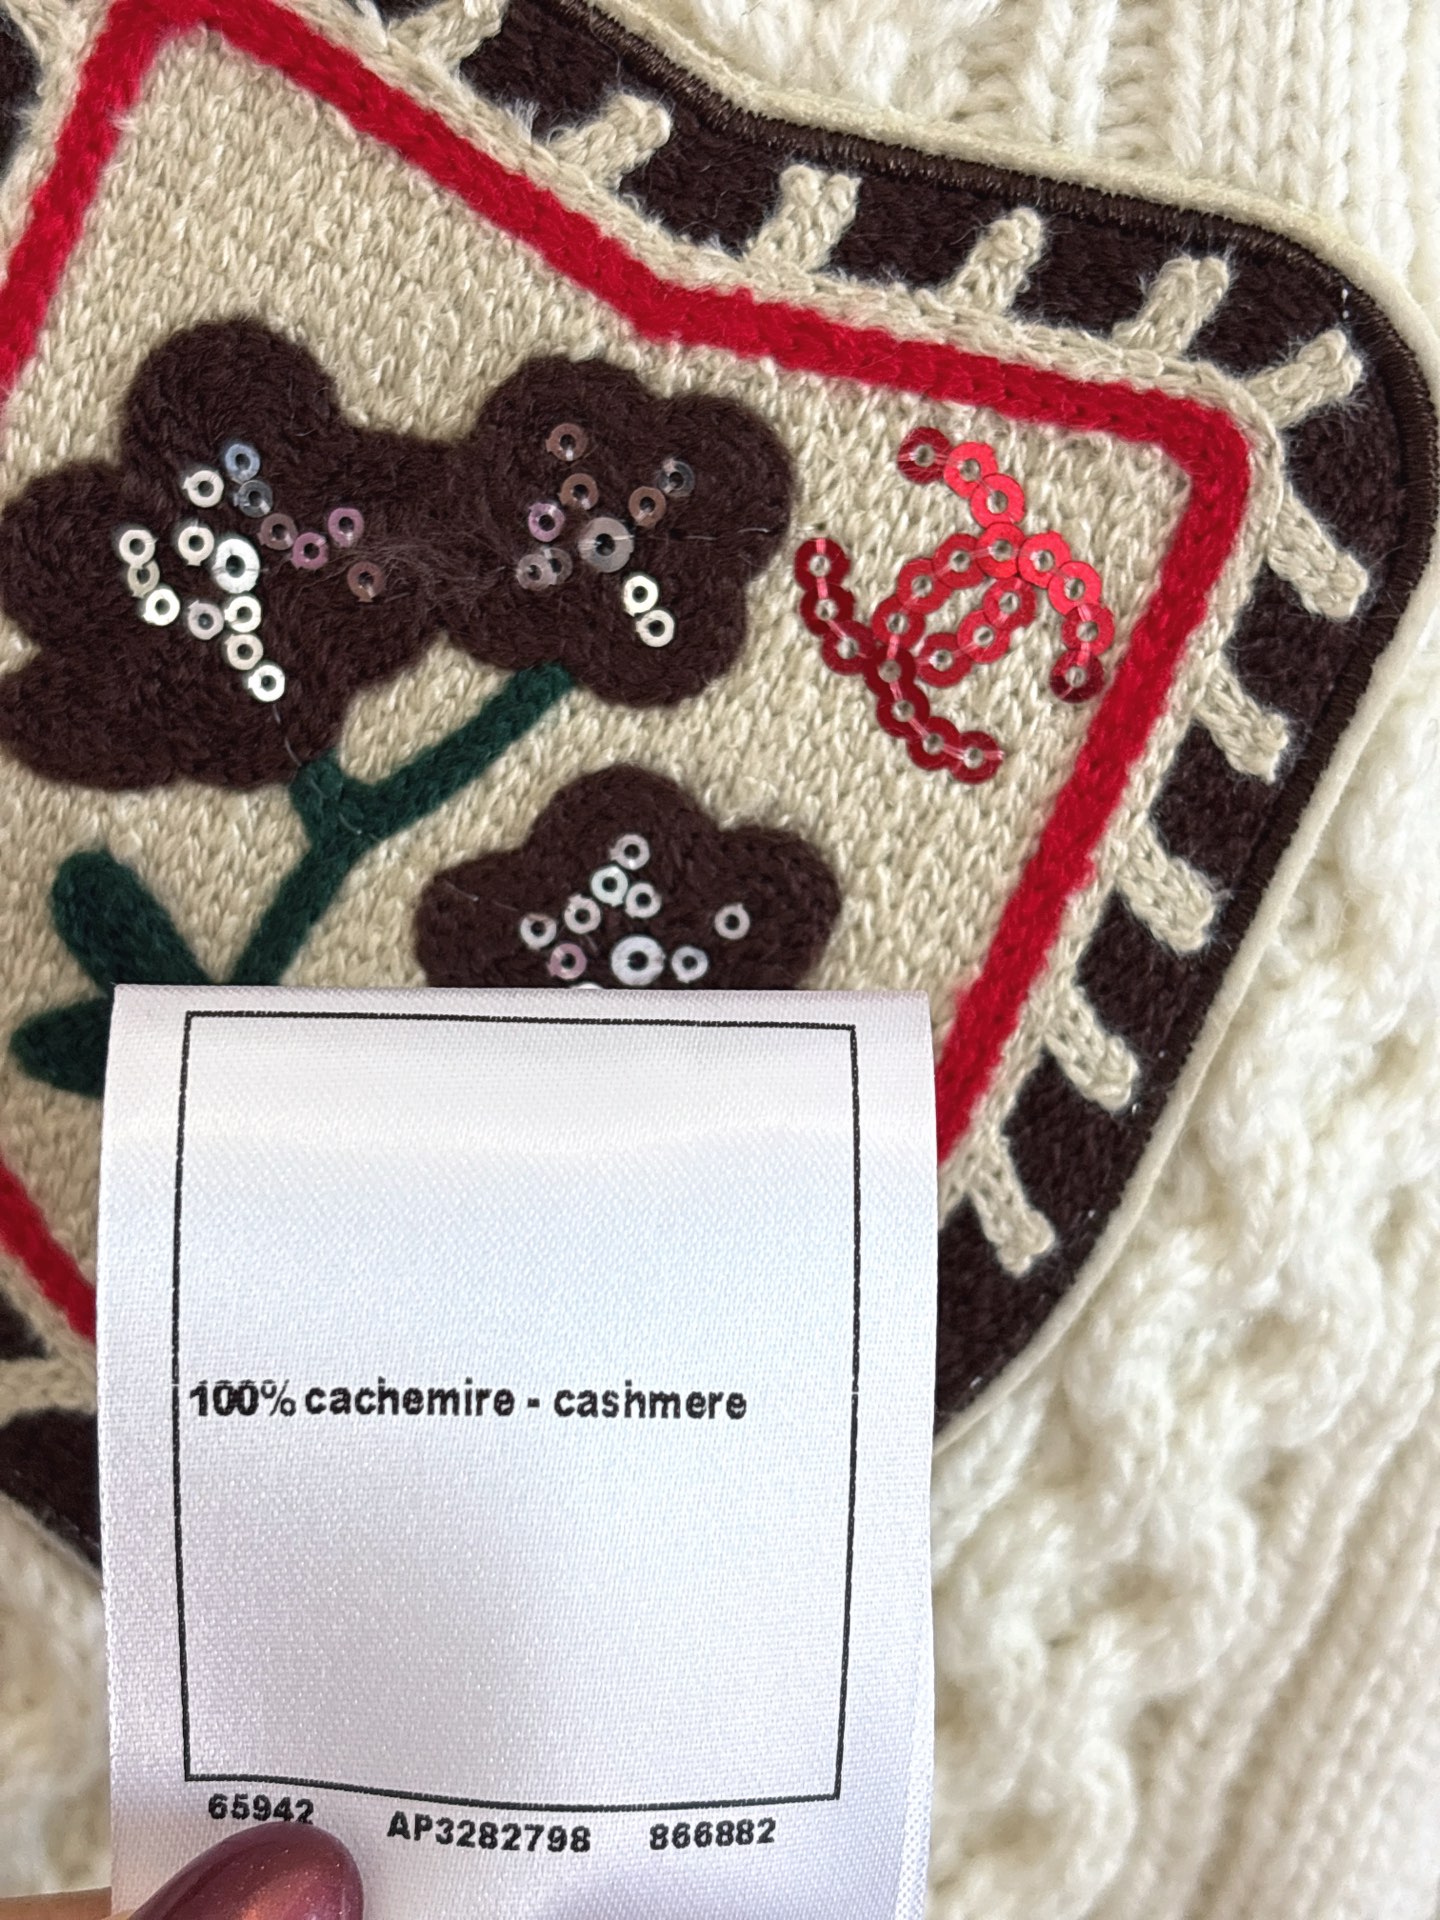 100% cachemire - cashmere
65942 AP3282798 866882